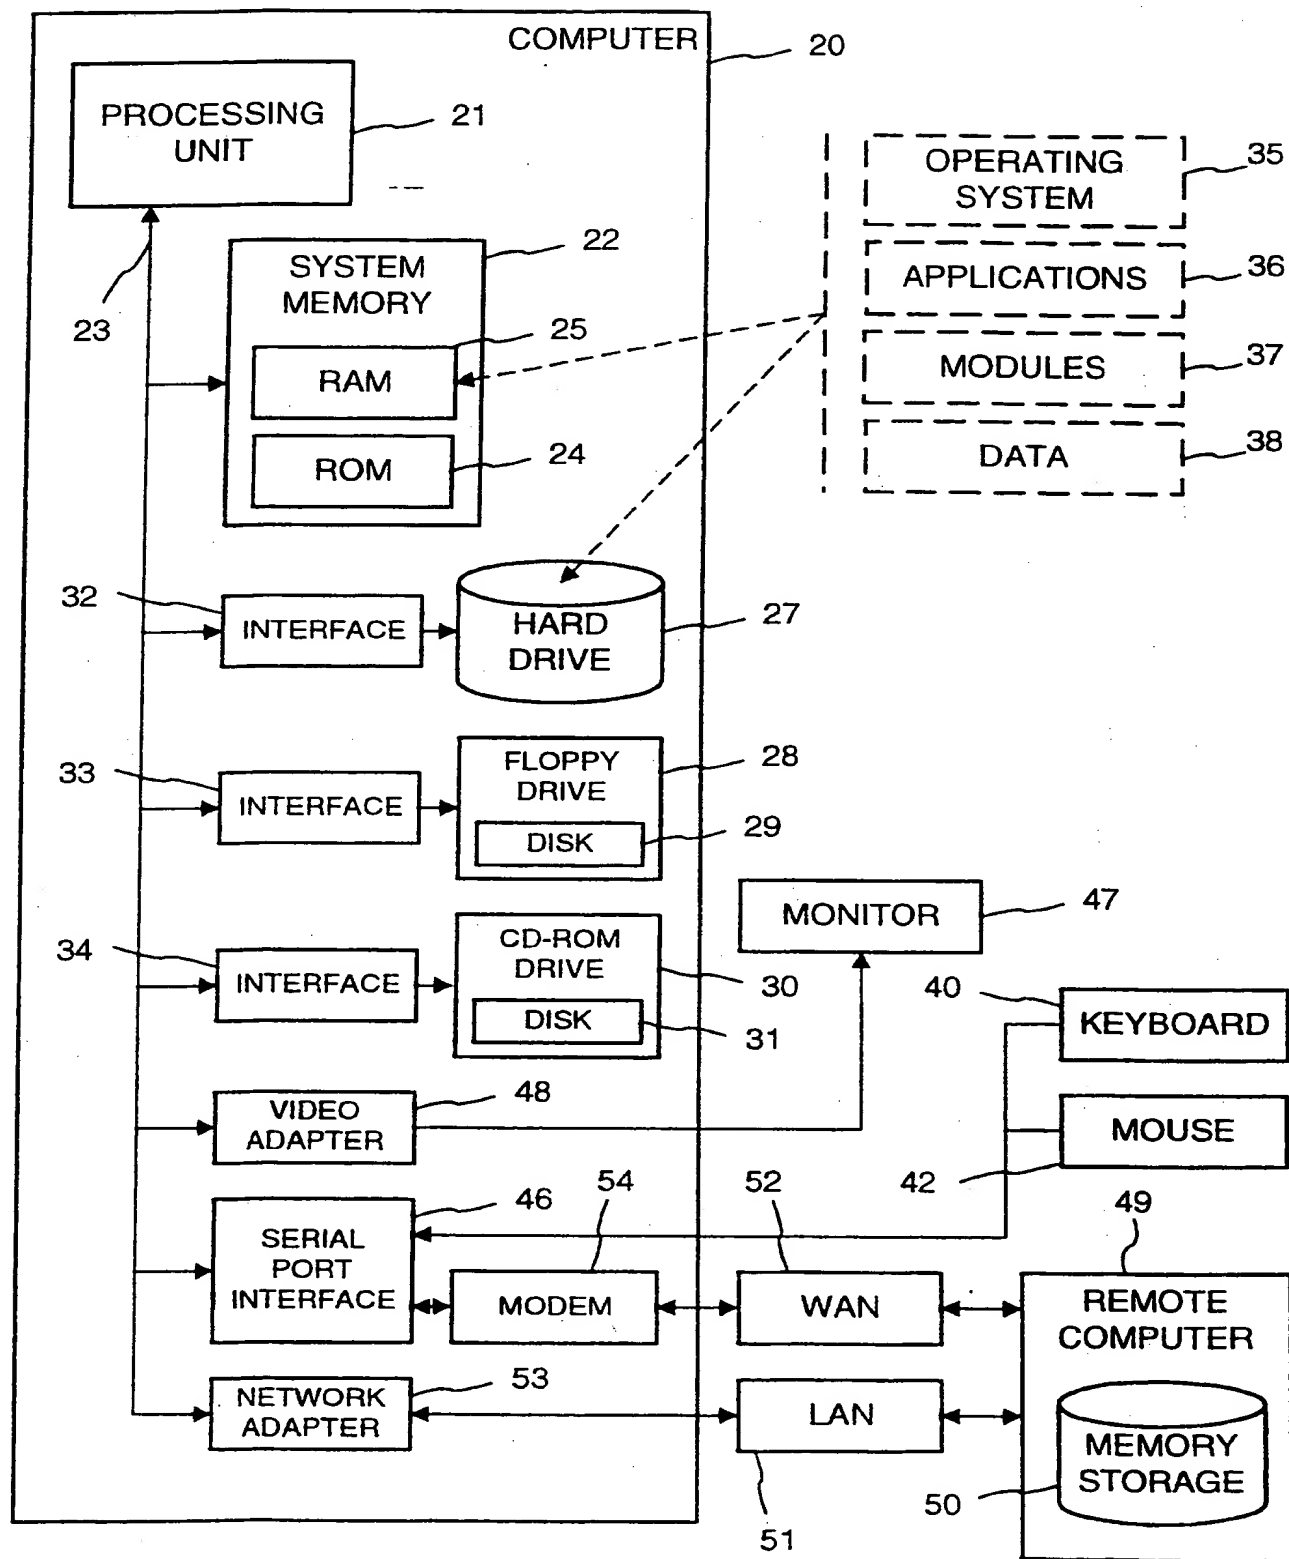 COMPUTER
20
PROCESSING
UNIT
21
23
SYSTEM
MEMORY
22
25
RAM
ROM
24
OPERATING
SYSTEM
35
APPLICATIONS
36
MODULES
37
DATA
38
32
INTERFACE
HARD
DRIVE
27
33
INTERFACE
FLOPPY
DRIVE
28
DISK
29
34
INTERFACE
CD-ROM
DRIVE
30
DISK
31
MONITOR
47
40
KEYBOARD
MOUSE
42
VIDEO
ADAPTER
48
46
SERIAL
PORT
INTERFACE
54
MODEM
52
WAN
49
REMOTE
COMPUTER
NETWORK
ADAPTER
53
LAN
51
MEMORY
STORAGE
50